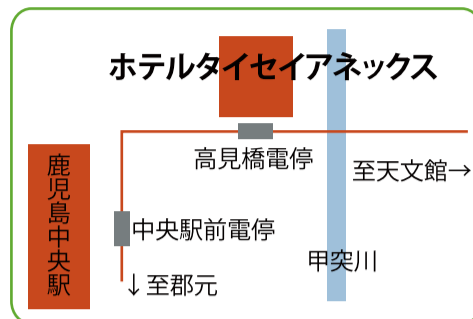 ホテルタイセイアネックス
高見橋電停
至天文館→
鹿児島中央駅
中央駅前電停
甲突川
↓至郡元